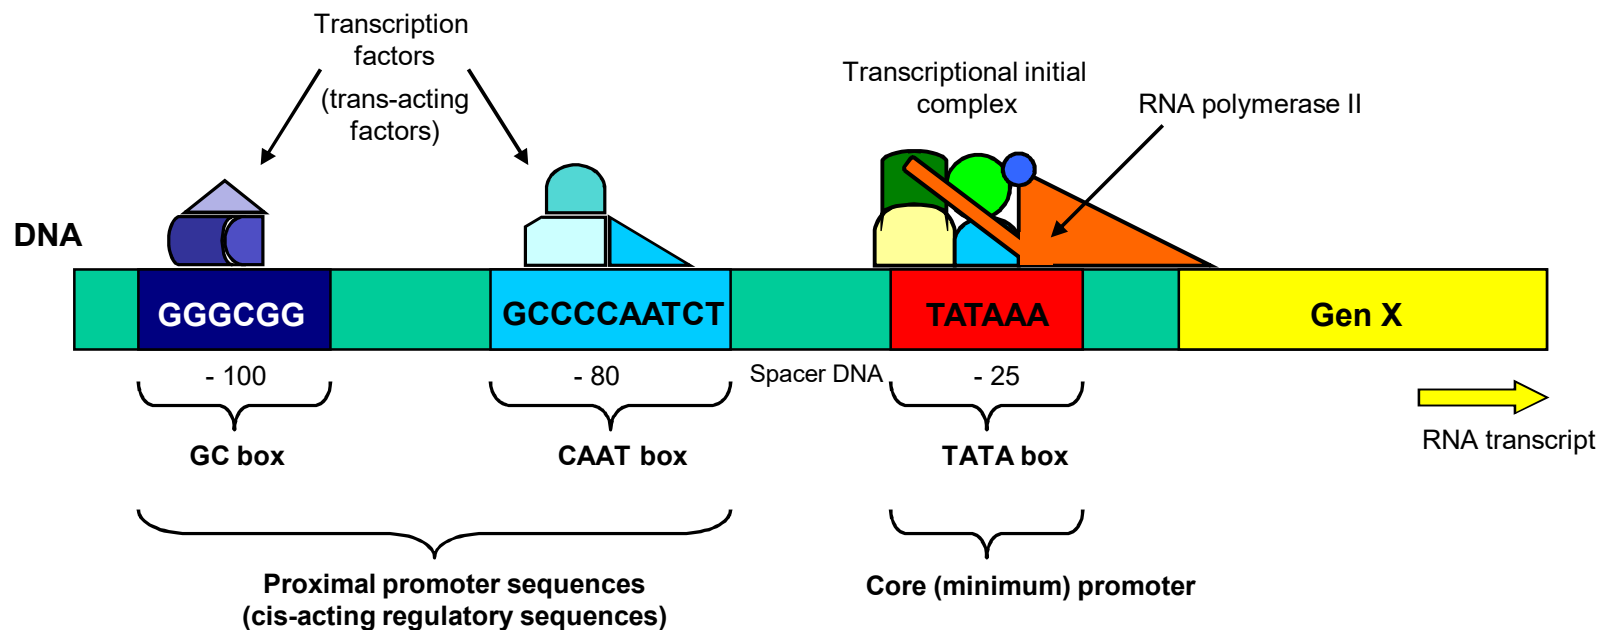 Transcription
factors
(trans-acting
factors)
Transcriptional initial
complex
RNA polymerase II
DNA
GGGCGG
GCCCCAATCT
TATAAA
Gen X
- 100
- 80
Spacer DNA
- 25
GC box
CAAT box
TATA box
RNA transcript
Proximal promoter sequences
(cis-acting regulatory sequences)
Core (minimum) promoter